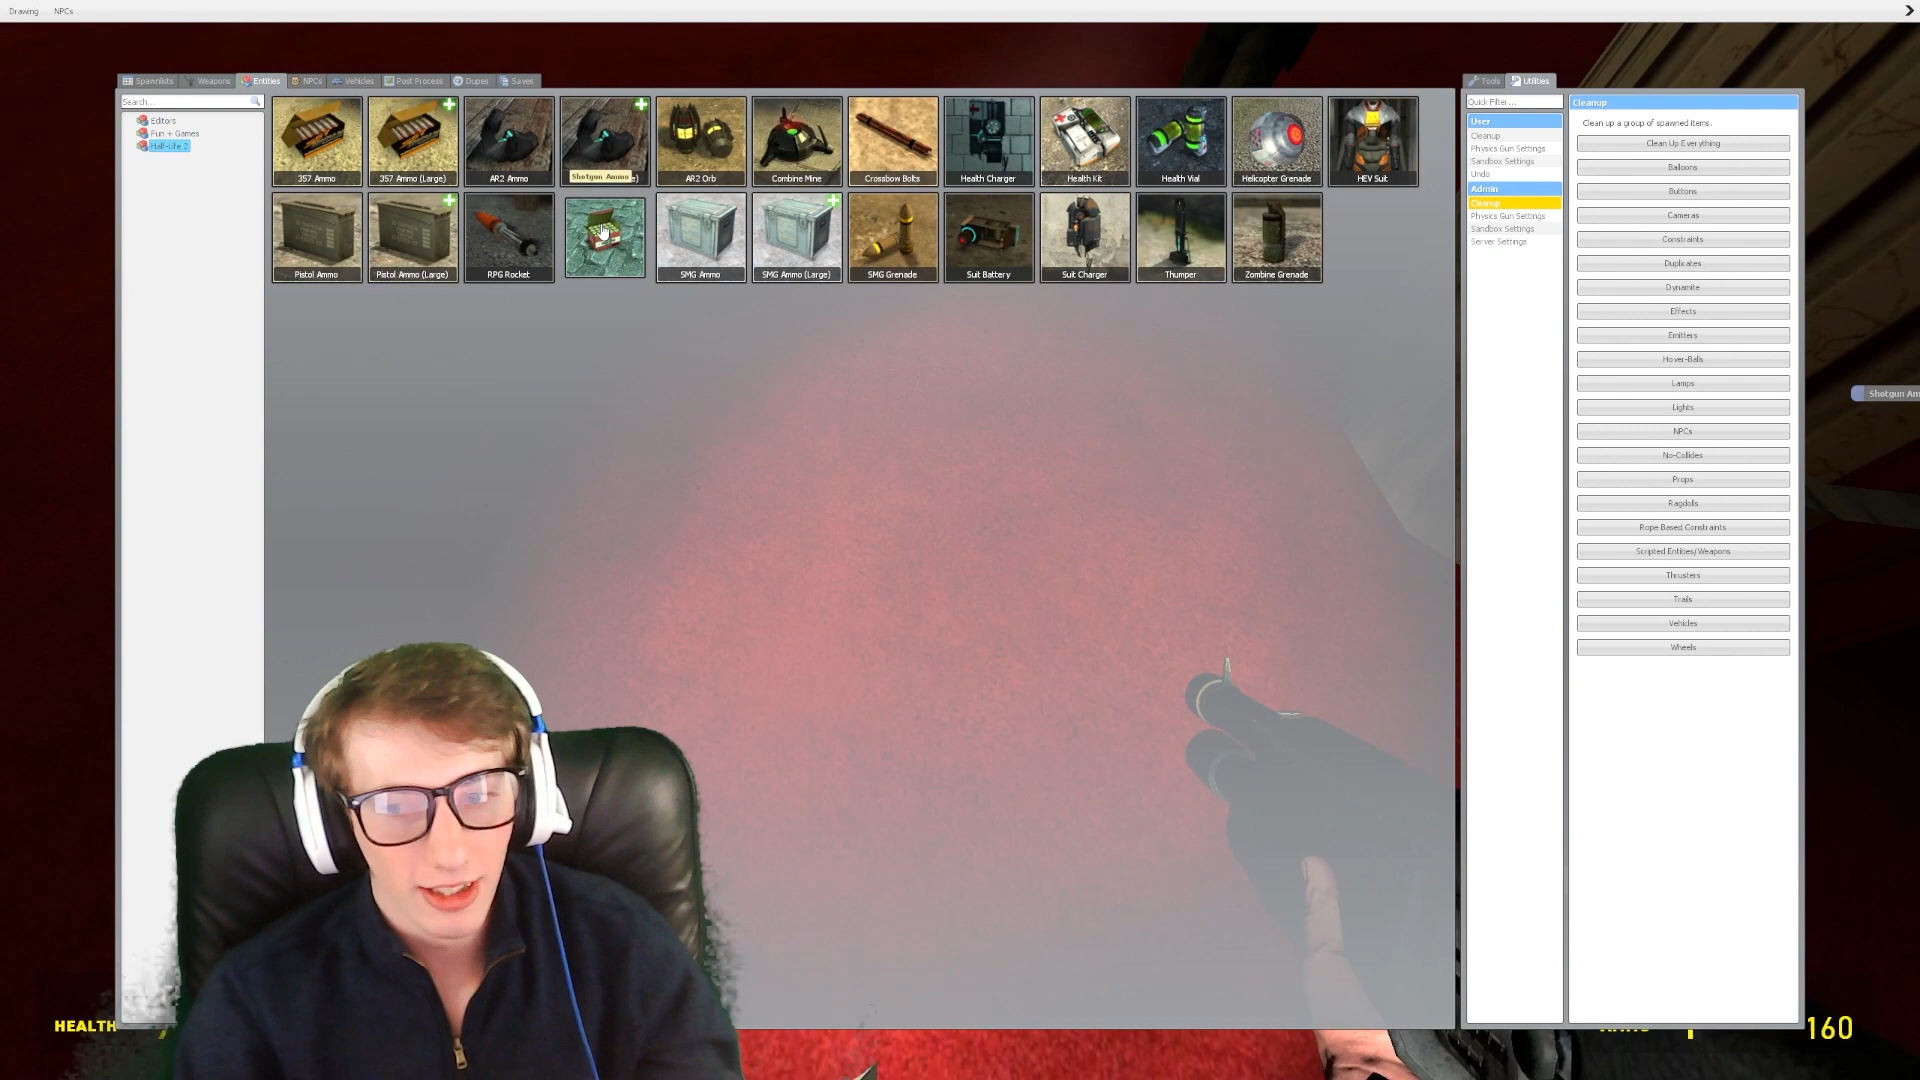 Drawing NPCs
Spawnlists Weapons Entities NPCs Vehicles Post Process Dupes Saves
Tools Utilities
Search...
Editors
Fun + Games
Half-Life 2
357 Ammo
357 Ammo (Large)
AR2 Ammo
Shotgun Ammo
AR2 Orb
Combine Mine
Crossbow Bolts
Health Charger
Health Kit
Health Vial
Helicopter Grenade
HEV Suit
Pistol Ammo
Pistol Ammo (Large)
RPG Rocket
SMG Ammo
SMG Ammo (Large)
SMG Grenade
Suit Battery
Suit Charger
Thumper
Zombine Grenade
Quick Filter...
User
Cleanup
Physics Gun Settings
Sandbox Settings
Undo
Admin
Cleanup
Physics Gun Settings
Sandbox Settings
Server Settings
Cleanup
Clean up a group of spawned items.
Clean Up Everything
Balloons
Buttons
Cameras
Constraints
Duplicates
Dynamite
Effects
Emitters
Hover-Balls
Lamps
Lights
NPCs
No-Collides
Props
Ragdolls
Rope Based Constraints
Scripted Entities/Weapons
Thrusters
Trails
Vehicles
Wheels
Shotgun Am
HEALTH
160